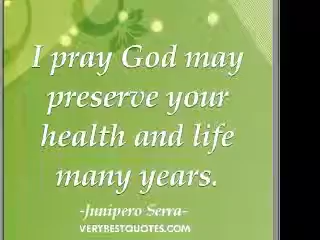 I pray God may
preserve your
health and life
many years.
-Junipero Serra-
VERYBESTQUOTES.COM